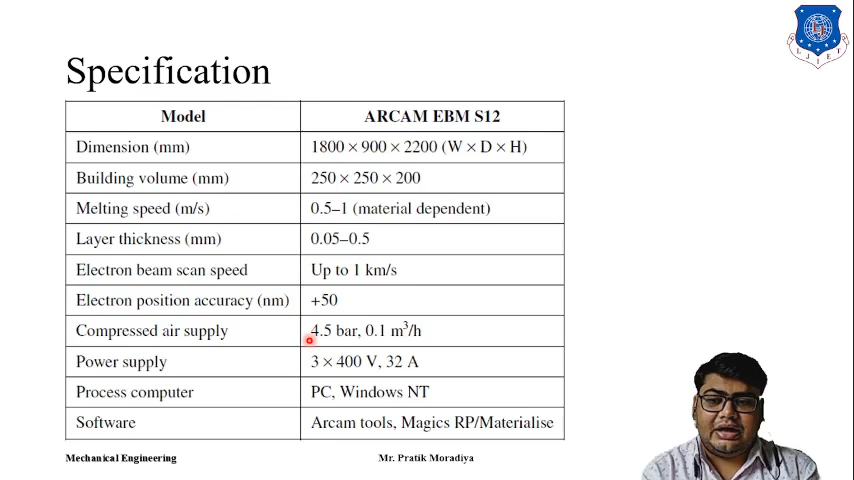 Specification
Model ARCAM EBM S12
Dimension (mm) 1800 × 900 × 2200 (W × D × H)
Building volume (mm) 250 × 250 × 200
Melting speed (m/s) 0.5–1 (material dependent)
Layer thickness (mm) 0.05–0.5
Electron beam scan speed Up to 1 km/s
Electron position accuracy (nm) +50
Compressed air supply 4.5 bar, 0.1 m³/h
Power supply 3 × 400 V, 32 A
Process computer PC, Windows NT
Software Arcam tools, Magics RP/Materialise
Mechanical Engineering Mr. Pratik Moradiya
L J I E T